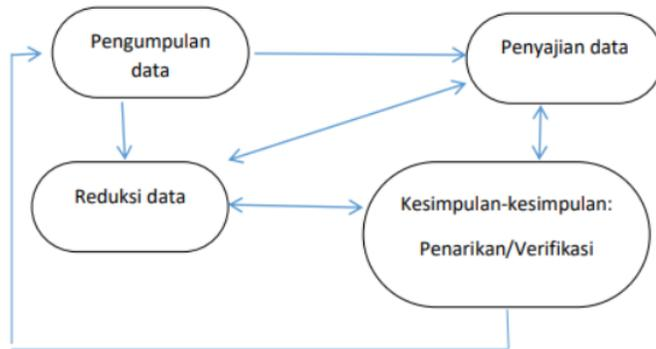 Pengumpulan
data
Penyajian data
Reduksi data
Kesimpulan-kesimpulan:
Penarikan/Verifikasi